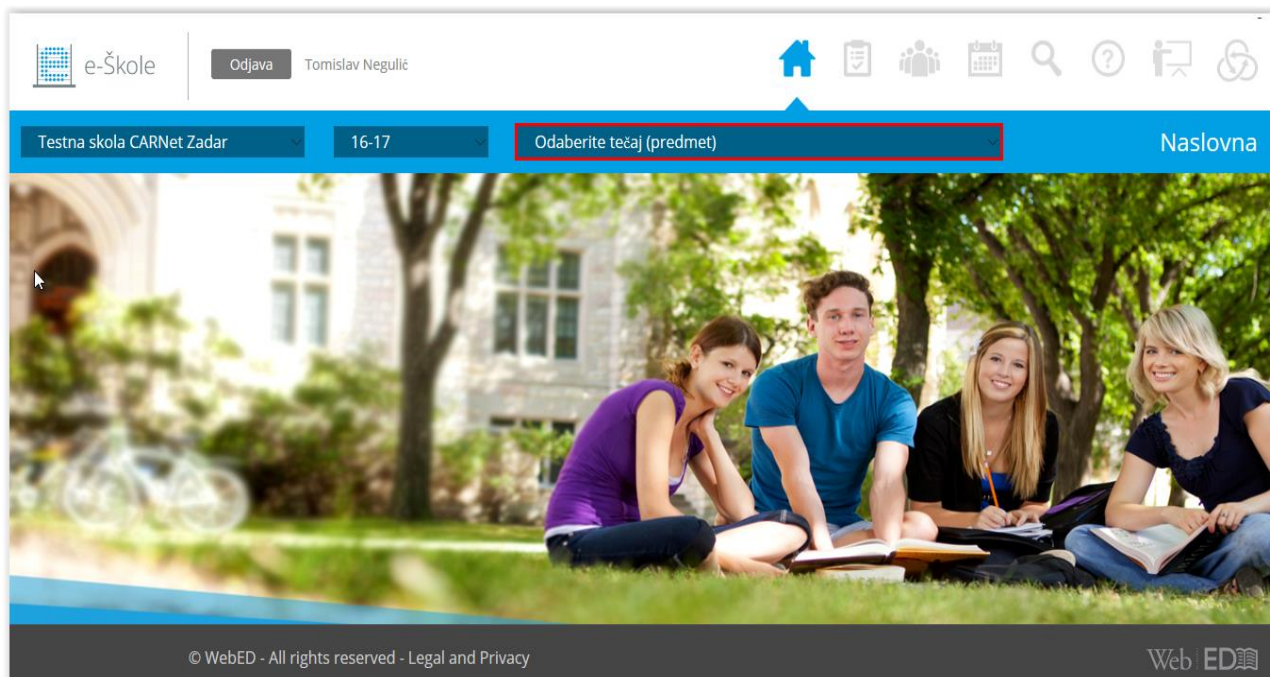 e-Škole
Odjava
Tomislav Negulić
Testna skola CARNet Zadar
16-17
Odaberite tečaj (predmet)
Naslovna
© WebED - All rights reserved - Legal and Privacy
Web ED